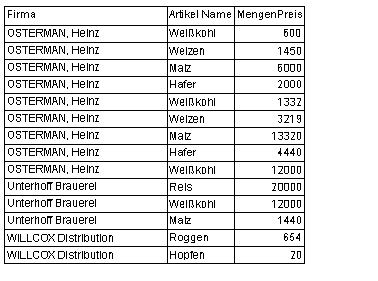 Firma Artikel Name MengenPreis
OSTERMAN, Heinz Weißkohl 600
OSTERMAN, Heinz Weizen 1450
OSTERMAN, Heinz Malz 6000
OSTERMAN, Heinz Hafer 2000
OSTERMAN, Heinz Weißkohl 1332
OSTERMAN, Heinz Weizen 3219
OSTERMAN, Heinz Malz 13320
OSTERMAN, Heinz Hafer 4440
OSTERMAN, Heinz Weißkohl 12000
Unterhoff Brauerei Reis 20000
Unterhoff Brauerei Weißkohl 12000
Unterhoff Brauerei Malz 1440
WILLCOX Distribution Roggen 654
WILLCOX Distribution Hopfen 20